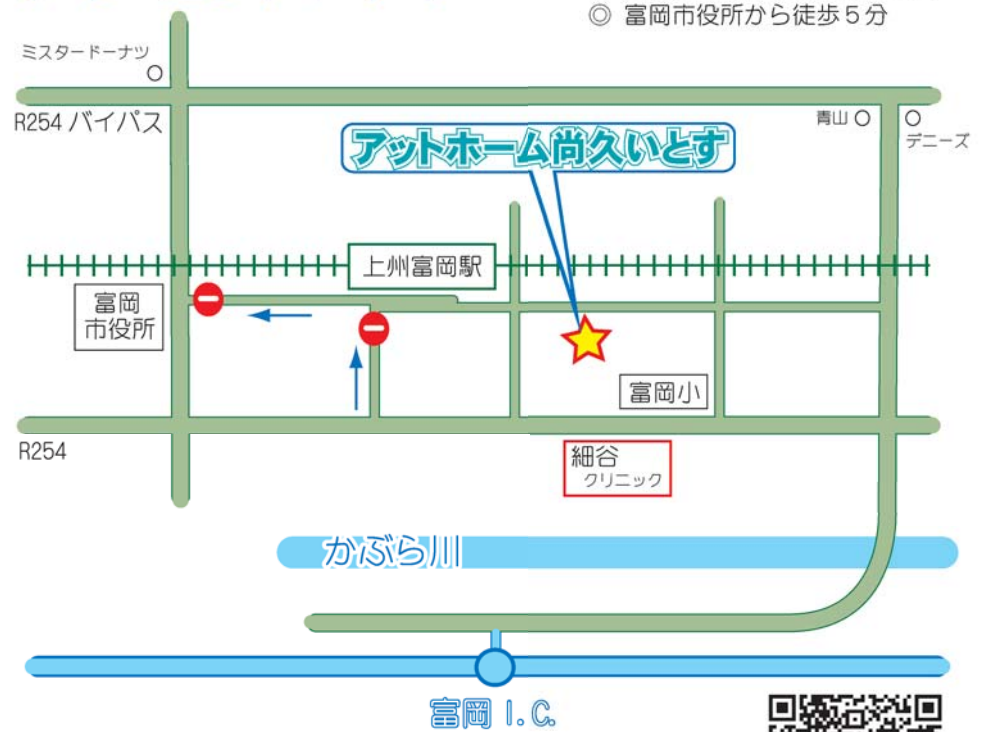 ◎ 富岡市役所から徒歩5分
ミスタードーナツ
R254 バイパス
青山
デニーズ
アットホーム尚久いとす
上州富岡駅
富岡
市役所
富岡小
R254
細谷
クリニック
かぶら川
富岡 I.C.